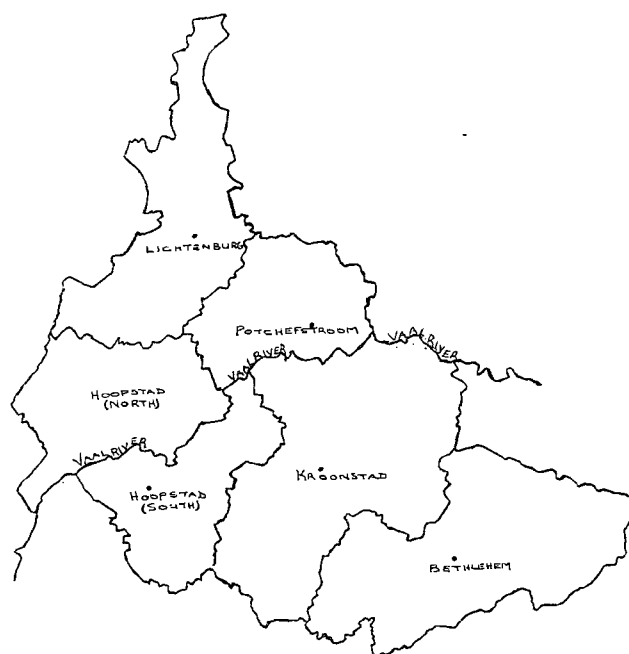 LICHTENBURG
POTCHEFSTROOM
VAAL RIVER
VAAL RIVER
HOOPSTAD
(NORTH)
VAAL RIVER
HOOPSTAD
(SOUTH)
KROONSTAD
BETHLEHEM